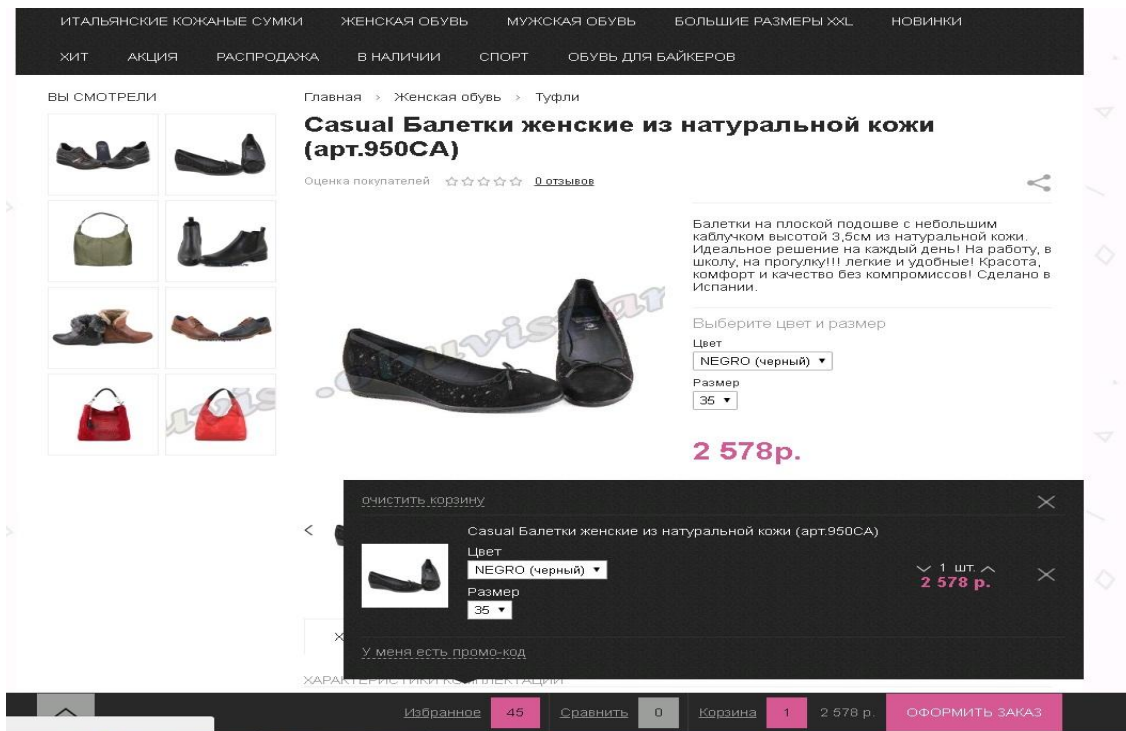 ИТАЛЬЯНСКИЕ КОЖАНЫЕ СУМКИ ЖЕНСКАЯ ОБУВЬ МУЖСКАЯ ОБУВЬ БОЛЬШИЕ РАЗМЕРЫ XXL НОВИНКИ
ХИТ АКЦИЯ РАСПРОДАЖА В НАЛИЧИИ СПОРТ ОБУВЬ ДЛЯ БАЙКЕРОВ
ВЫ СМОТРЕЛИ
Главная > Женская обувь > Туфли
Casual Балетки женские из натуральной кожи
(арт.950CA)
Оценка покупателей 0 отзывов
Балетки на плоской подошве с небольшим
каблучком высотой 3,5см из натуральной кожи.
Идеальное решение на каждый день! На работу, в
школу, на прогулку!!! легкие и удобные! Красота,
комфорт и качество без компромиссов! Сделано в
Испании.
Выберите цвет и размер
Цвет
NEGRO (черный)
Размер
35
2 578р.
очистить корзину
Casual Балетки женские из натуральной кожи (арт.950CA)
Цвет
NEGRO (черный)
1 шт.
2 578 р.
Размер
35
У меня есть промо-код
Избранное 45 Сравнить 0 Корзина 1 2 578 р. ОФОРМИТЬ ЗАКАЗ